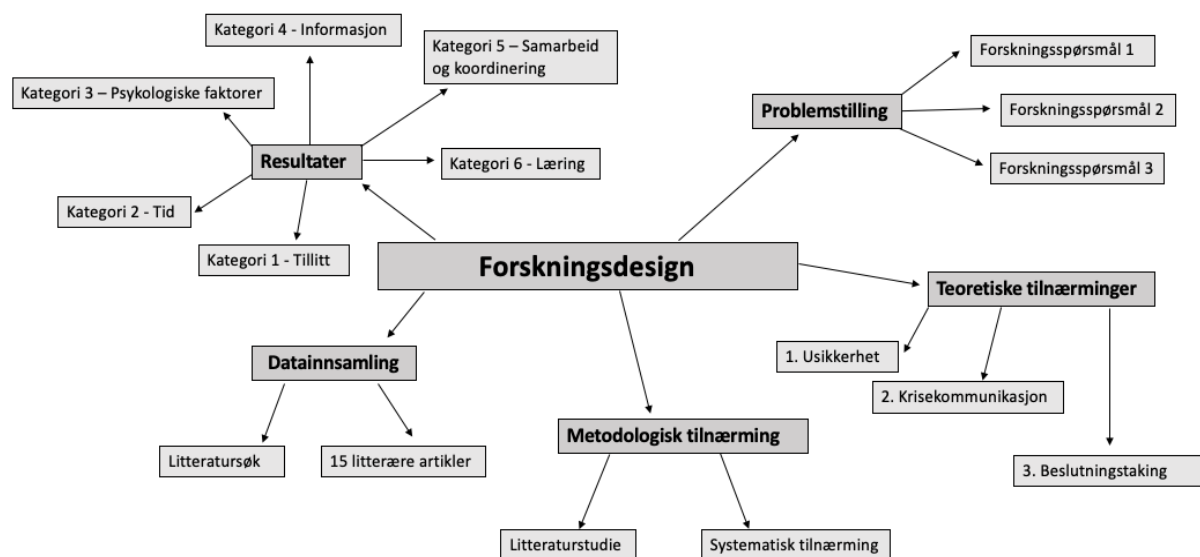 Kategori 4 - Informasjon
Kategori 5 – Samarbeid
og koordinering
Kategori 3 – Psykologiske faktorer
Resultater
Kategori 6 - Læring
Kategori 2 - Tid
Kategori 1 - Tillitt
Forskningsspørsmål 1
Problemstilling
Forskningsspørsmål 2
Forskningsspørsmål 3
Forskningsdesign
Teoretiske tilnærminger
1. Usikkerhet
2. Krisekommunikasjon
3. Beslutningstaking
Datainnsamling
Litteratursøk
15 litterære artikler
Metodologisk tilnærming
Litteraturstudie
Systematisk tilnærming